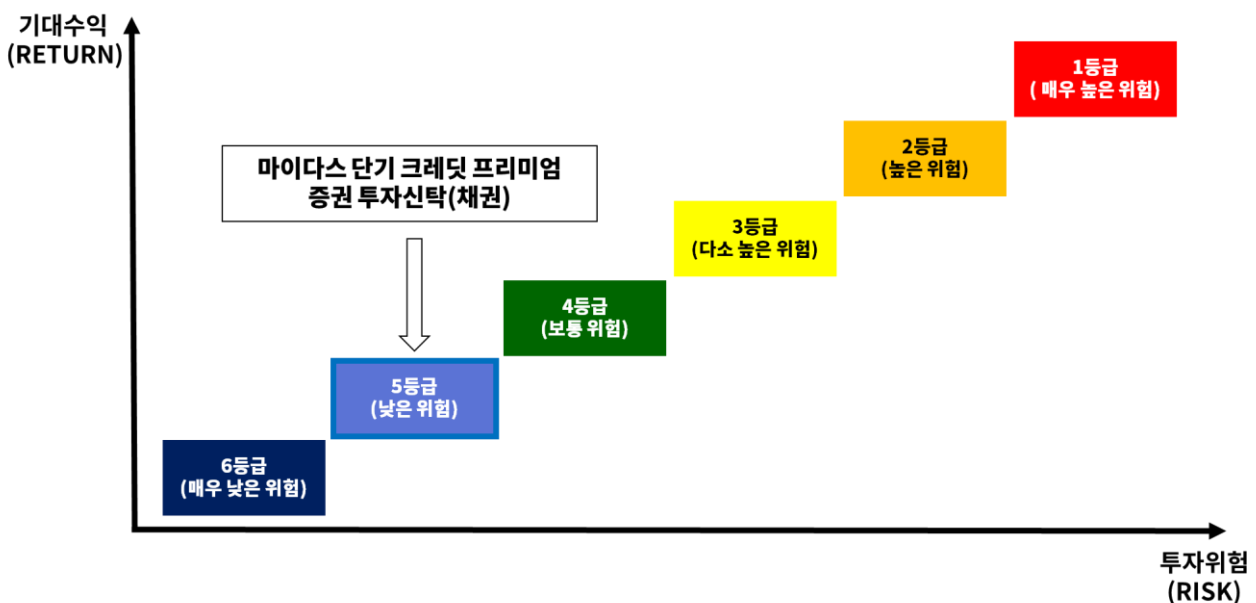 기대수익
(RETURN)
1등급
( 매우 높은 위험)
2등급
(높은 위험)
마이다스 단기 크레딧 프리미엄
증권 투자신탁(채권)
3등급
(다소 높은 위험)
4등급
(보통 위험)
5등급
(낮은 위험)
6등급
(매우 낮은 위험)
투자위험
(RISK)